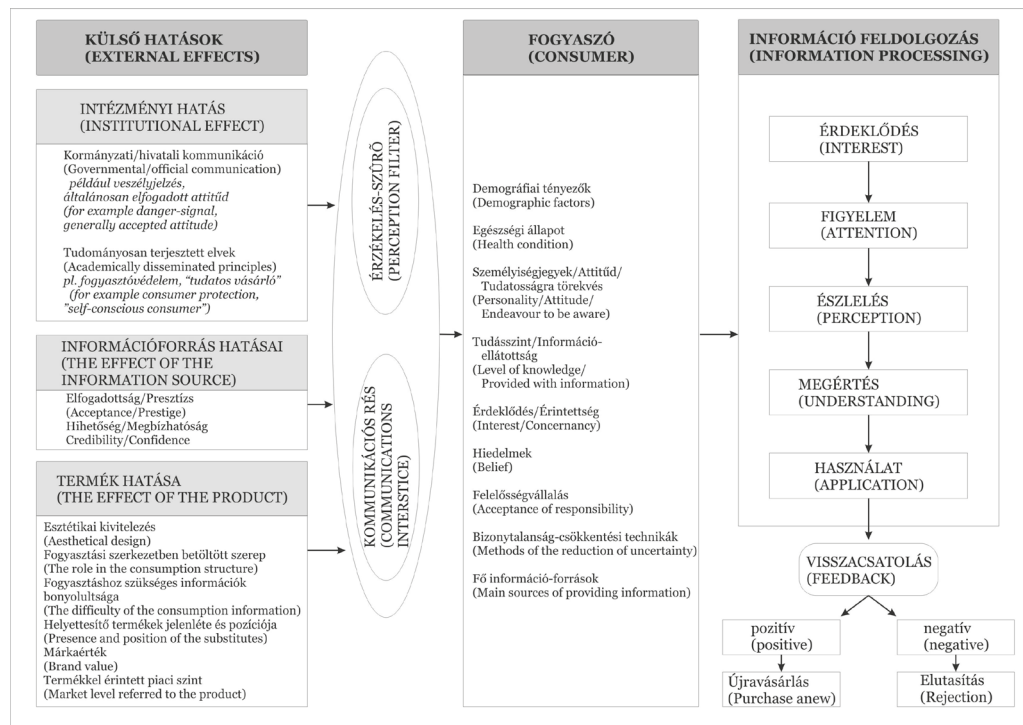 KÜLSŐ HATÁSOK
(EXTERNAL EFFECTS)
INTÉZMÉNYI HATÁS
(INSTITUTIONAL EFFECT)
Kormányzati/hivatali kommunikáció
(Governmental/official communication)
például veszélyjelzés,
általánosan elfogadott attitűd
(for example danger-signal,
generally accepted attitude)
Tudományosan terjesztett elvek
(Academically disseminated principles)
pl. fogyasztóvédelem, “tudatos vásárló”
(for example consumer protection,
”self-conscious consumer”)
INFORMÁCIÓFORRÁS HATÁSAI
(THE EFFECT OF THE
INFORMATION SOURCE)
Elfogadottság/Presztízs
(Acceptance/Prestige)
Hihetőség/Megbízhatóság
Credibility/Confidence
TERMÉK HATÁSA
(THE EFFECT OF THE PRODUCT)
Esztétikai kivitelezés
(Aesthetical design)
Fogyasztási szerkezetben betöltött szerep
(The role in the consumption structure)
Fogyasztáshoz szükséges információk
bonyolultsága
(The difficulty of the consumption information)
Helyettesítő termékek jelenléte és pozíciója
(Presence and position of the substitutes)
Márkaérték
(Brand value)
Termékkel érintett piaci szint
(Market level referred to the product)
ÉRZÉKELÉS-SZŰRŐ
(PERCEPTION FILTER)
KOMMUNIKÁCIÓS RÉS
(COMMUNICATIONS
INTERSTICE)
FOGYASZÓ
(CONSUMER)
Demográfiai tényezők
(Demographic factors)
Egészségi állapot
(Health condition)
Személyiségjegyek/Attitűd/
Tudatosságra törekvés
(Personality/Attitude/
Endeavour to be aware)
Tudásszint/Információ-
ellátottság
(Level of knowledge/
Provided with information)
Érdeklődés/Érintettség
(Interest/Concernancy)
Hiedelmek
(Belief)
Felelősségvállalás
(Acceptance of responsibility)
Bizonytalanság-csökkentési technikák
(Methods of the reduction of uncertainty)
Fő információ-források
(Main sources of providing information)
INFORMÁCIÓ FELDOLGOZÁS
(INFORMATION PROCESSING)
ÉRDEKLŐDÉS
(INTEREST)
FIGYELEM
(ATTENTION)
ÉSZLELÉS
(PERCEPTION)
MEGÉRTÉS
(UNDERSTANDING)
HASZNÁLAT
(APPLICATION)
VISSZACSATOLÁS
(FEEDBACK)
pozitív
(positive)
negatív
(negative)
Újravásárlás
(Purchase anew)
Elutasítás
(Rejection)